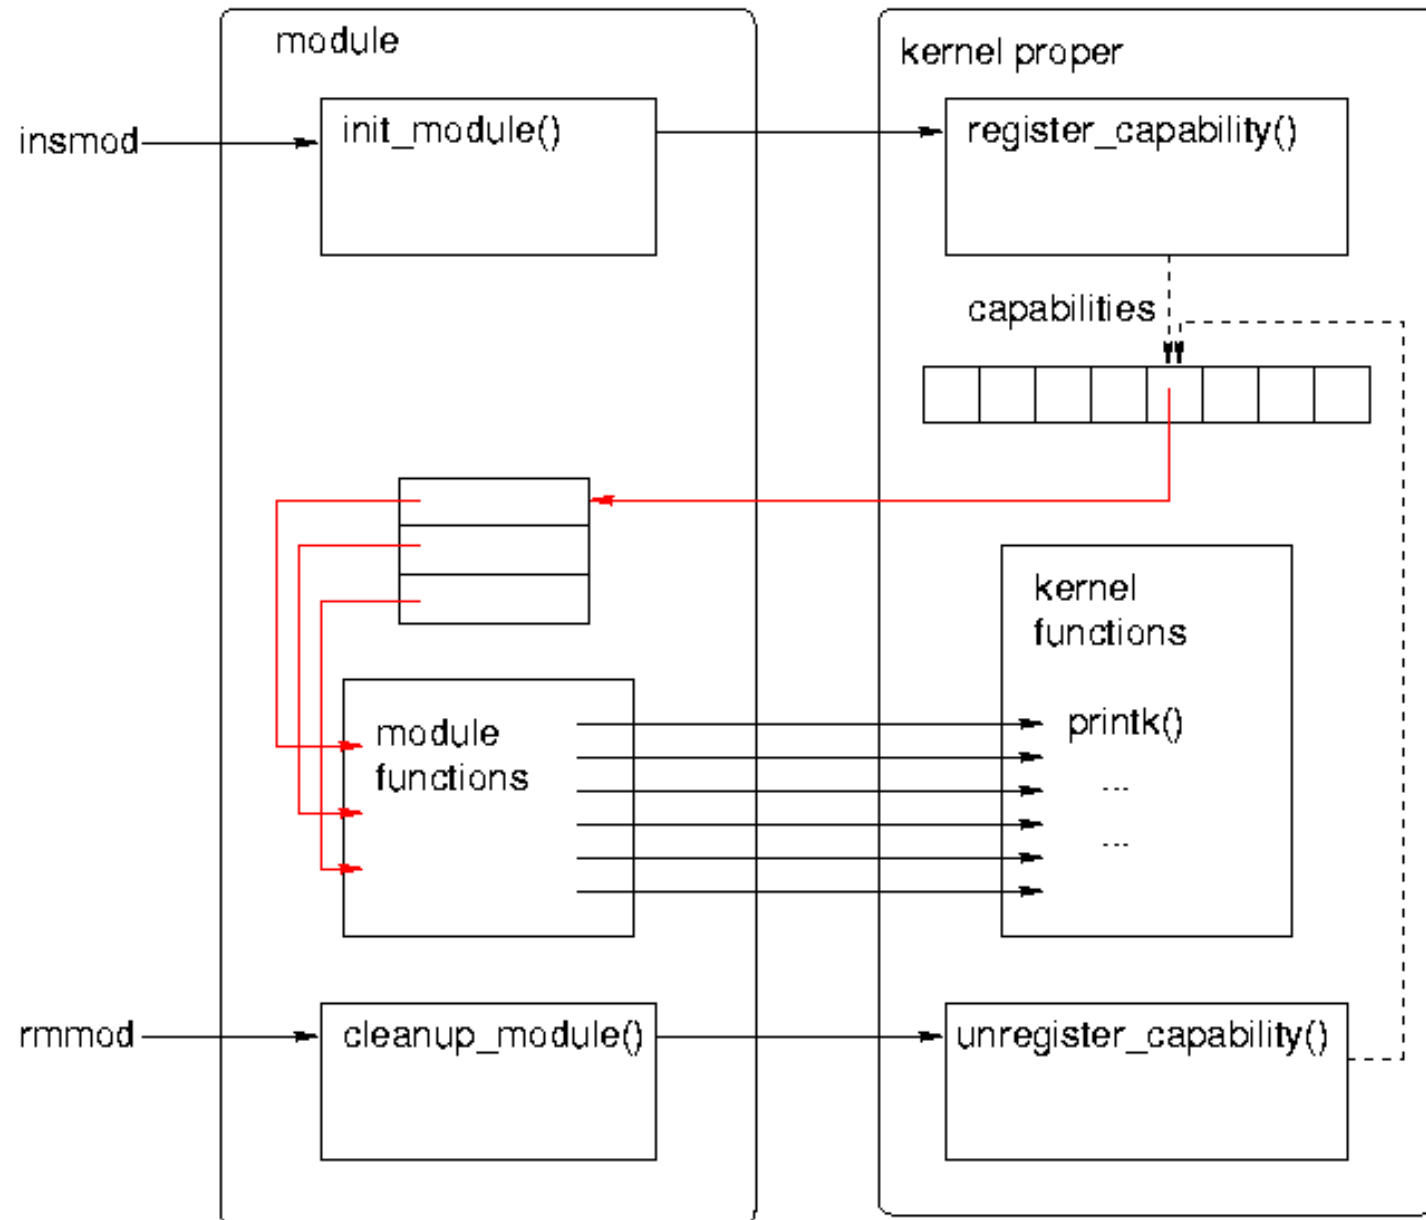 module
kernel proper
insmod
init_module()
register_capability()
capabilities
kernel
functions
printk()
...
...
module
functions
rmmod
cleanup_module()
unregister_capability()